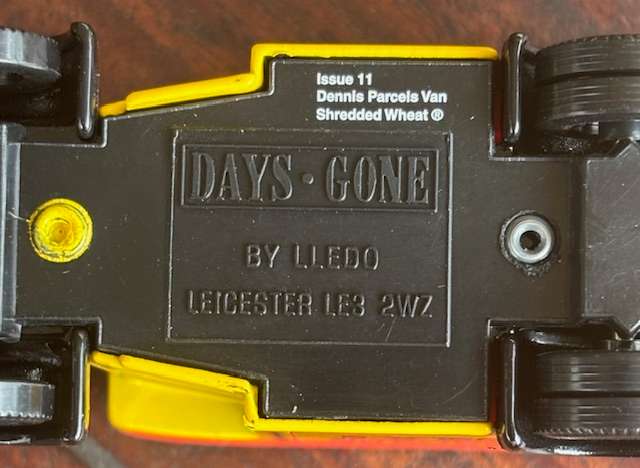 Issue 11
Dennis Parcels Van
Shredded Wheat ®
DAYS · GONE
BY LLEDO
LEICESTER LE3 2WZ